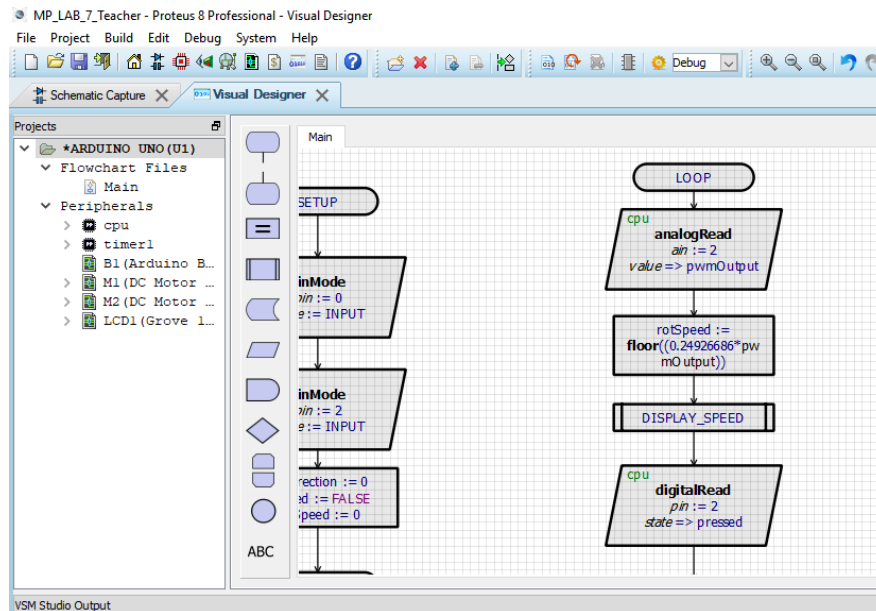 MP_LAB_7_Teacher - Proteus 8 Professional - Visual Designer
File Project Build Edit Debug System Help
Debug
Schematic Capture
Visual Designer
Projects
*ARDUINO UNO(U1)
Flowchart Files
Main
Peripherals
cpu
timer1
B1(Arduino B...
M1(DC Motor ...
M2(DC Motor ...
LCD1(Grove 1...
ABC
Main
SETUP
inMode
pin := 0
e := INPUT
inMode
pin := 2
e := INPUT
rection := 0
ed := FALSE
Speed := 0
LOOP
cpu
analogRead
ain := 2
value => pwmOutput
rotSpeed :=
floor((0.24926686*pw
mOutput))
DISPLAY_SPEED
cpu
digitalRead
pin := 2
state => pressed
VSM Studio Output